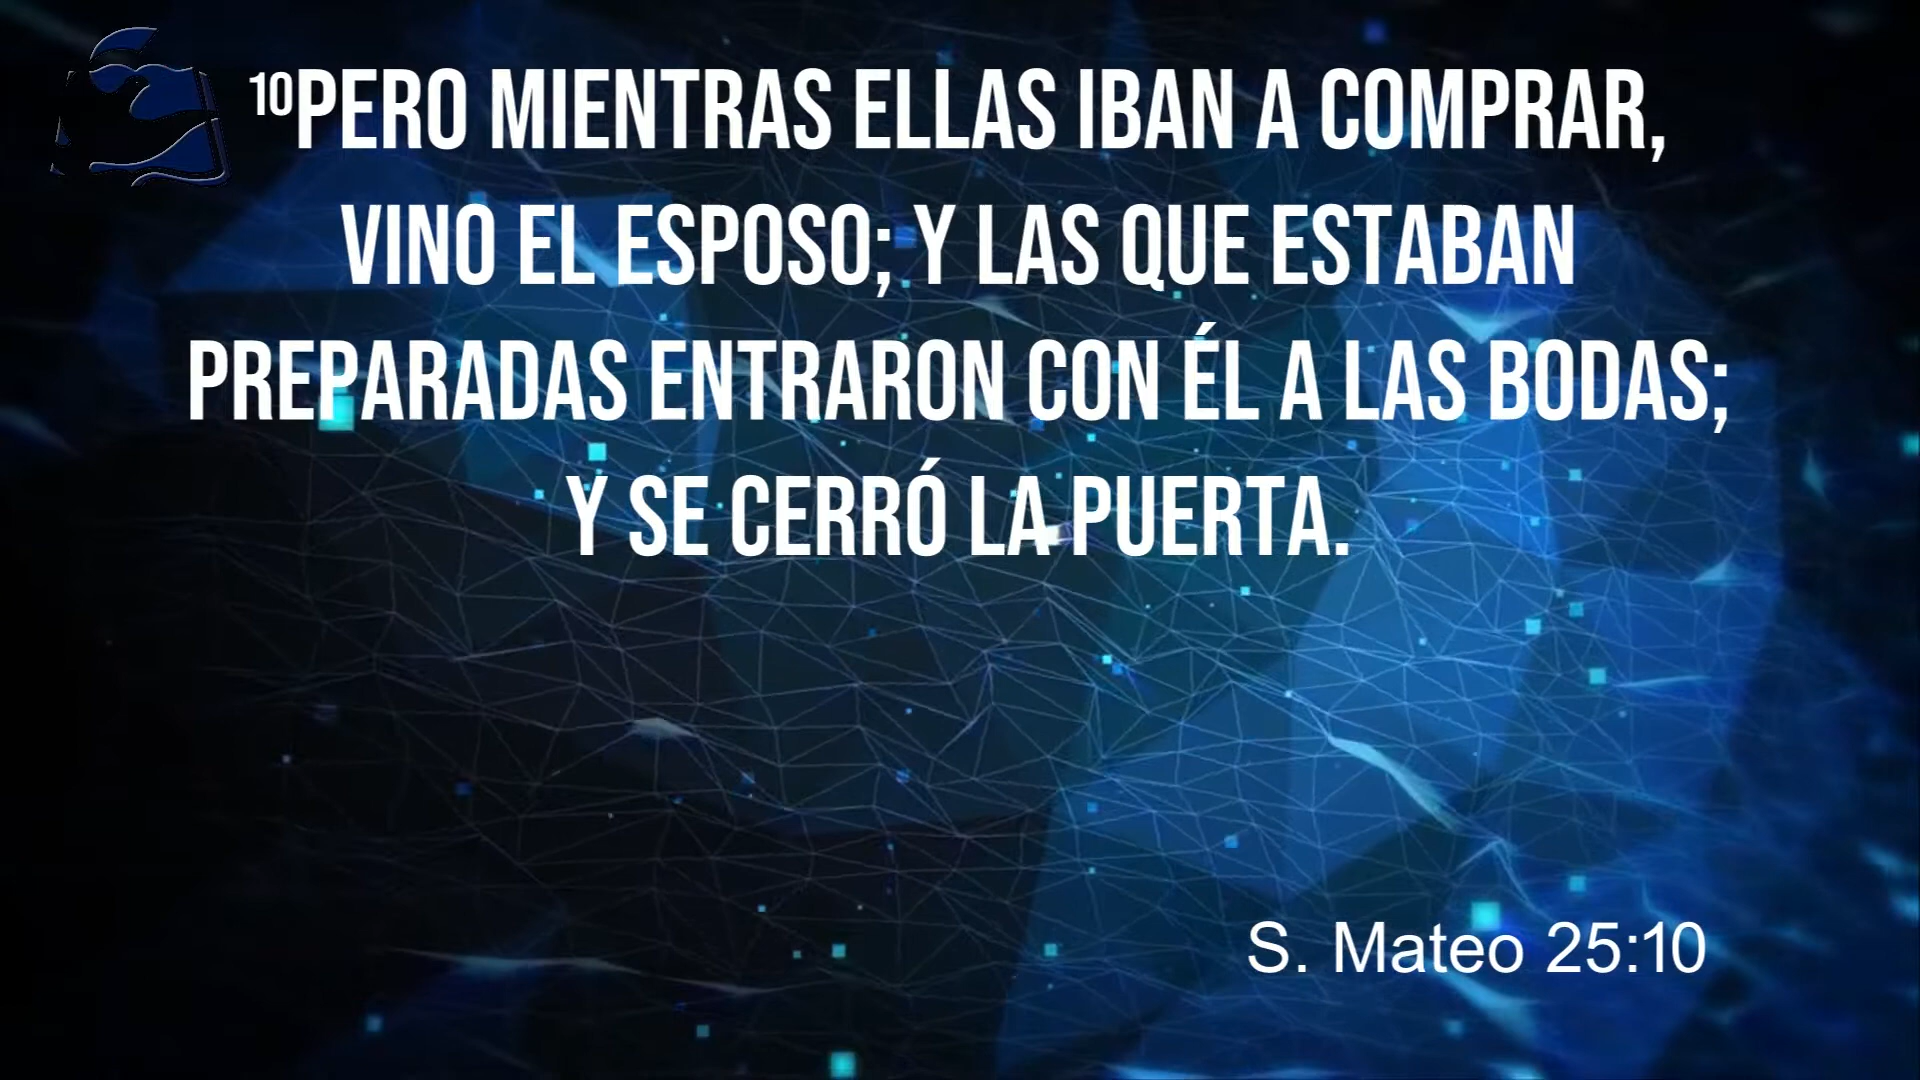 ¹⁰PERO MIENTRAS ELLAS IBAN A COMPRAR,
VINO EL ESPOSO; Y LAS QUE ESTABAN
PREPARADAS ENTRARON CON ÉL A LAS BODAS;
Y SE CERRÓ LA PUERTA.
S. Mateo 25:10